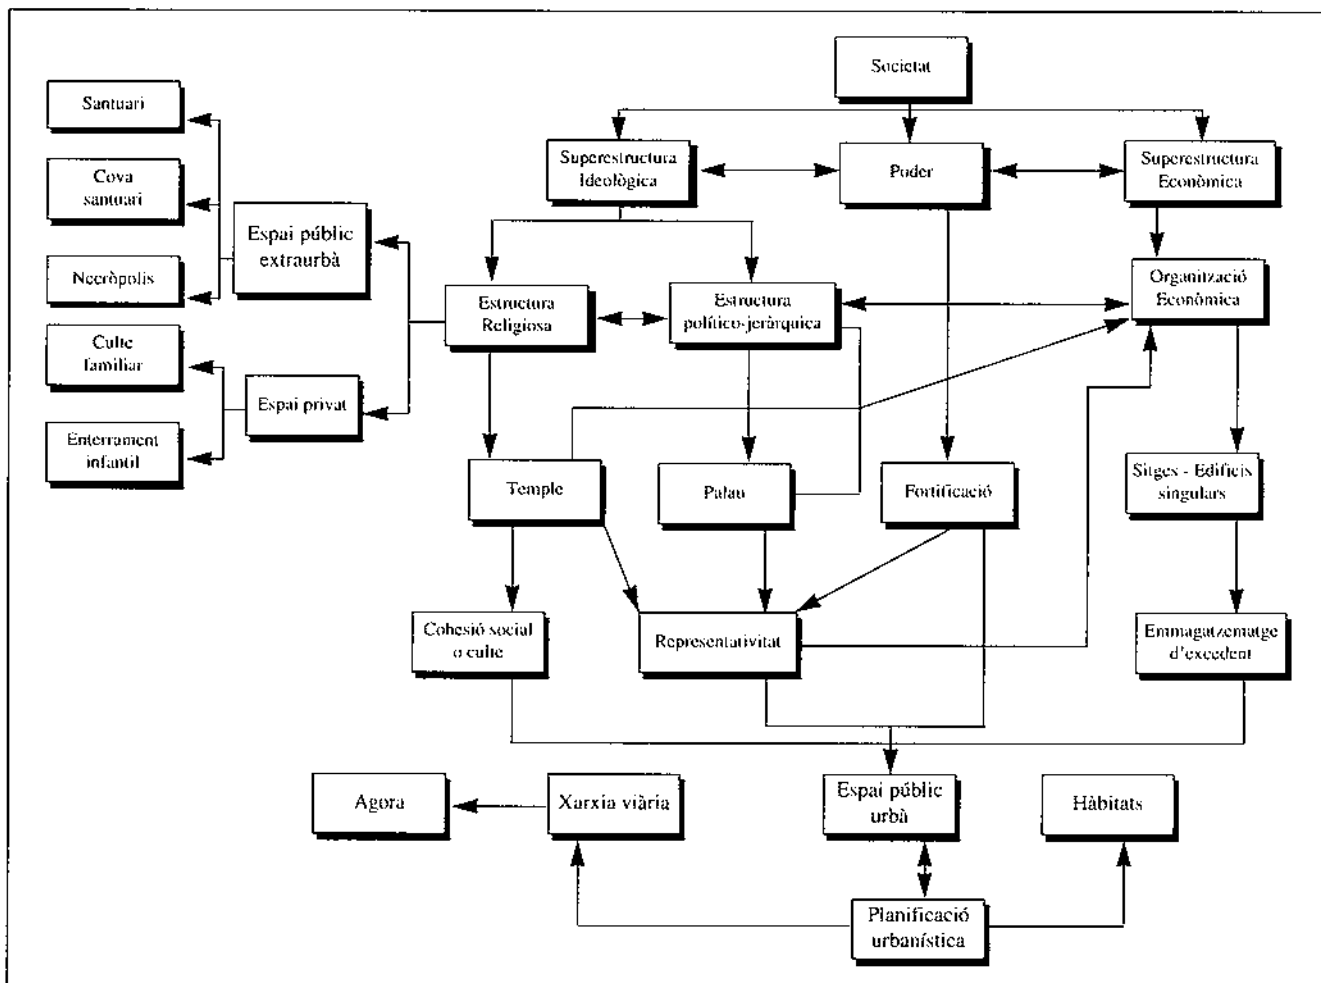 Societat
Santuari
Superestructura
Ideològica
Poder
Superestructura
Econòmica
Cova
santuari
Espai públic
extraurbà
Necròpolis
Estructura
Religiosa
Estructura
político-jeràrquica
Organització
Econòmica
Culte
familiar
Espai privat
Enterrament
infantil
Temple
Palau
Fortificació
Sitges - Edificis
singulars
Cohesió social
o culte
Representativitat
Emmagatzematge
d'excedent
Agora
Xarxia viària
Espai públic
urbà
Hàbitats
Planificació
urbanística